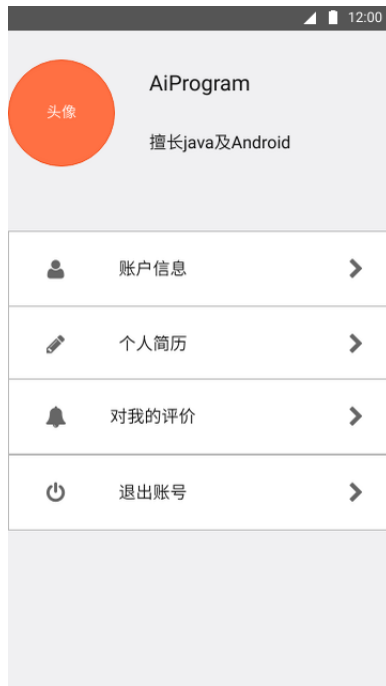 12:00
AiProgram
头像
擅长java及Android
账户信息
个人简历
对我的评价
退出账号